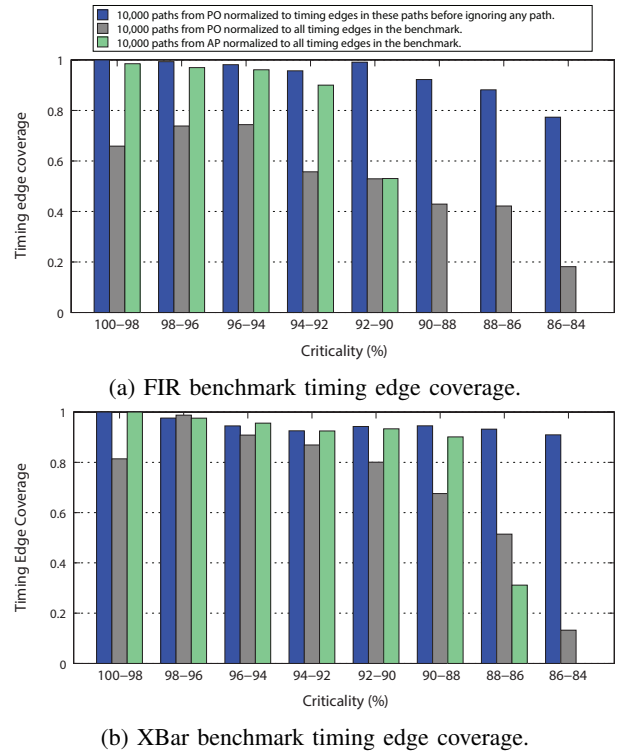 10,000 paths from PO normalized to timing edges in these paths before ignoring any path.
10,000 paths from PO normalized to all timing edges in the benchmark.
10,000 paths from AP normalized to all timing edges in the benchmark.
Timing edge coverage
1
0.8
0.6
0.4
0.2
0
100–98 98–96 96–94 94–92 92–90 90–88 88–86 86–84
Criticality (%)
(a) FIR benchmark timing edge coverage.
Timing Edge Coverage
1
0.8
0.6
0.4
0.2
0
100–98 98–96 96–94 94–92 92–90 90–88 88–86 86–84
Criticality (%)
(b) XBar benchmark timing edge coverage.